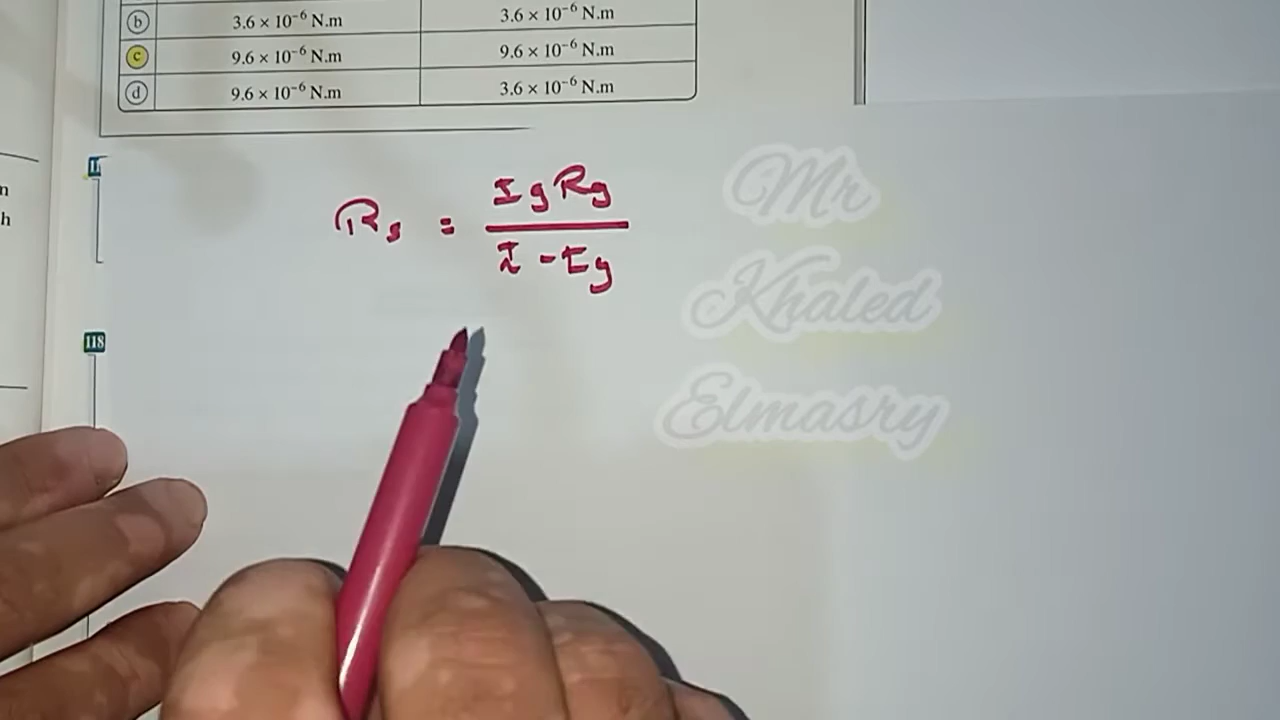 b 3.6 × 10⁻⁶ N.m 3.6 × 10⁻⁶ N.m
c 9.6 × 10⁻⁶ N.m 9.6 × 10⁻⁶ N.m
d 9.6 × 10⁻⁶ N.m 3.6 × 10⁻⁶ N.m
n
h
118
Rs = IgRg
I - Ig
Mr
Khaled
Elmasry